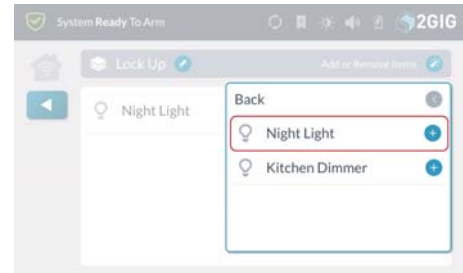 System Ready To Arm
2GIG
Lock Up
Add or Remove Items
Night Light
Back
Night Light
Kitchen Dimmer